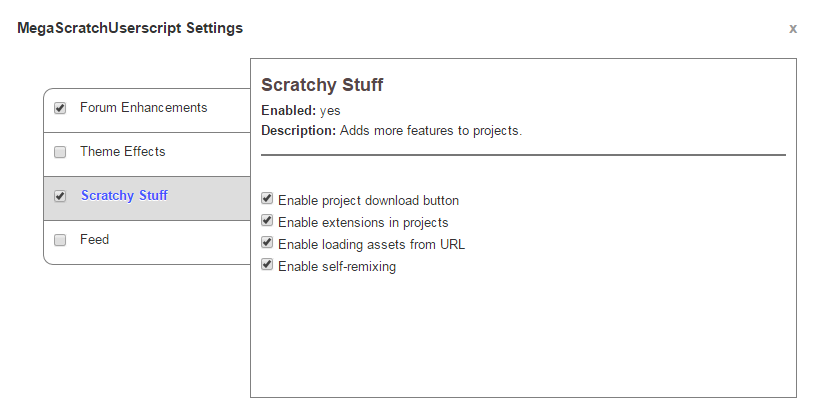 MegaScratchUserscript Settings
x
Forum Enhancements
Theme Effects
Scratchy Stuff
Feed
Scratchy Stuff
Enabled: yes
Description: Adds more features to projects.
Enable project download button
Enable extensions in projects
Enable loading assets from URL
Enable self-remixing